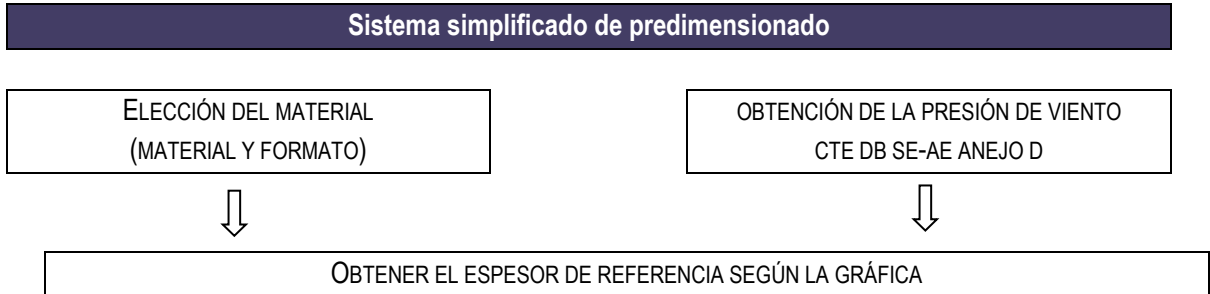 Sistema simplificado de predimensionado
ELECCIÓN DEL MATERIAL
(MATERIAL Y FORMATO)
OBTENCIÓN DE LA PRESIÓN DE VIENTO
CTE DB SE-AE ANEJO D
OBTENER EL ESPESOR DE REFERENCIA SEGÚN LA GRÁFICA